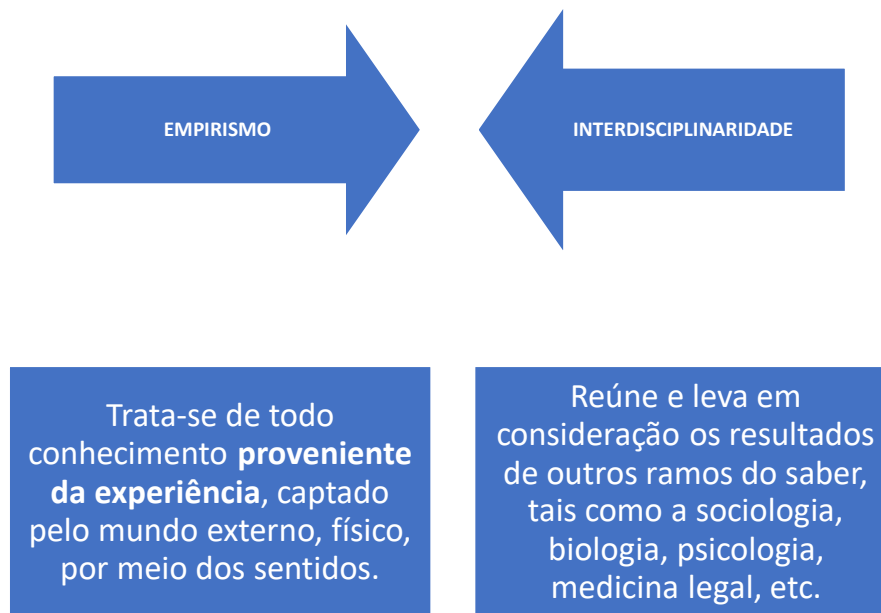 EMPIRISMO
INTERDISCIPLINARIDADE
Trata-se de todo
conhecimento proveniente
da experiência, captado
pelo mundo externo, físico,
por meio dos sentidos.
Reúne e leva em
consideração os resultados
de outros ramos do saber,
tais como a sociologia,
biologia, psicologia,
medicina legal, etc.